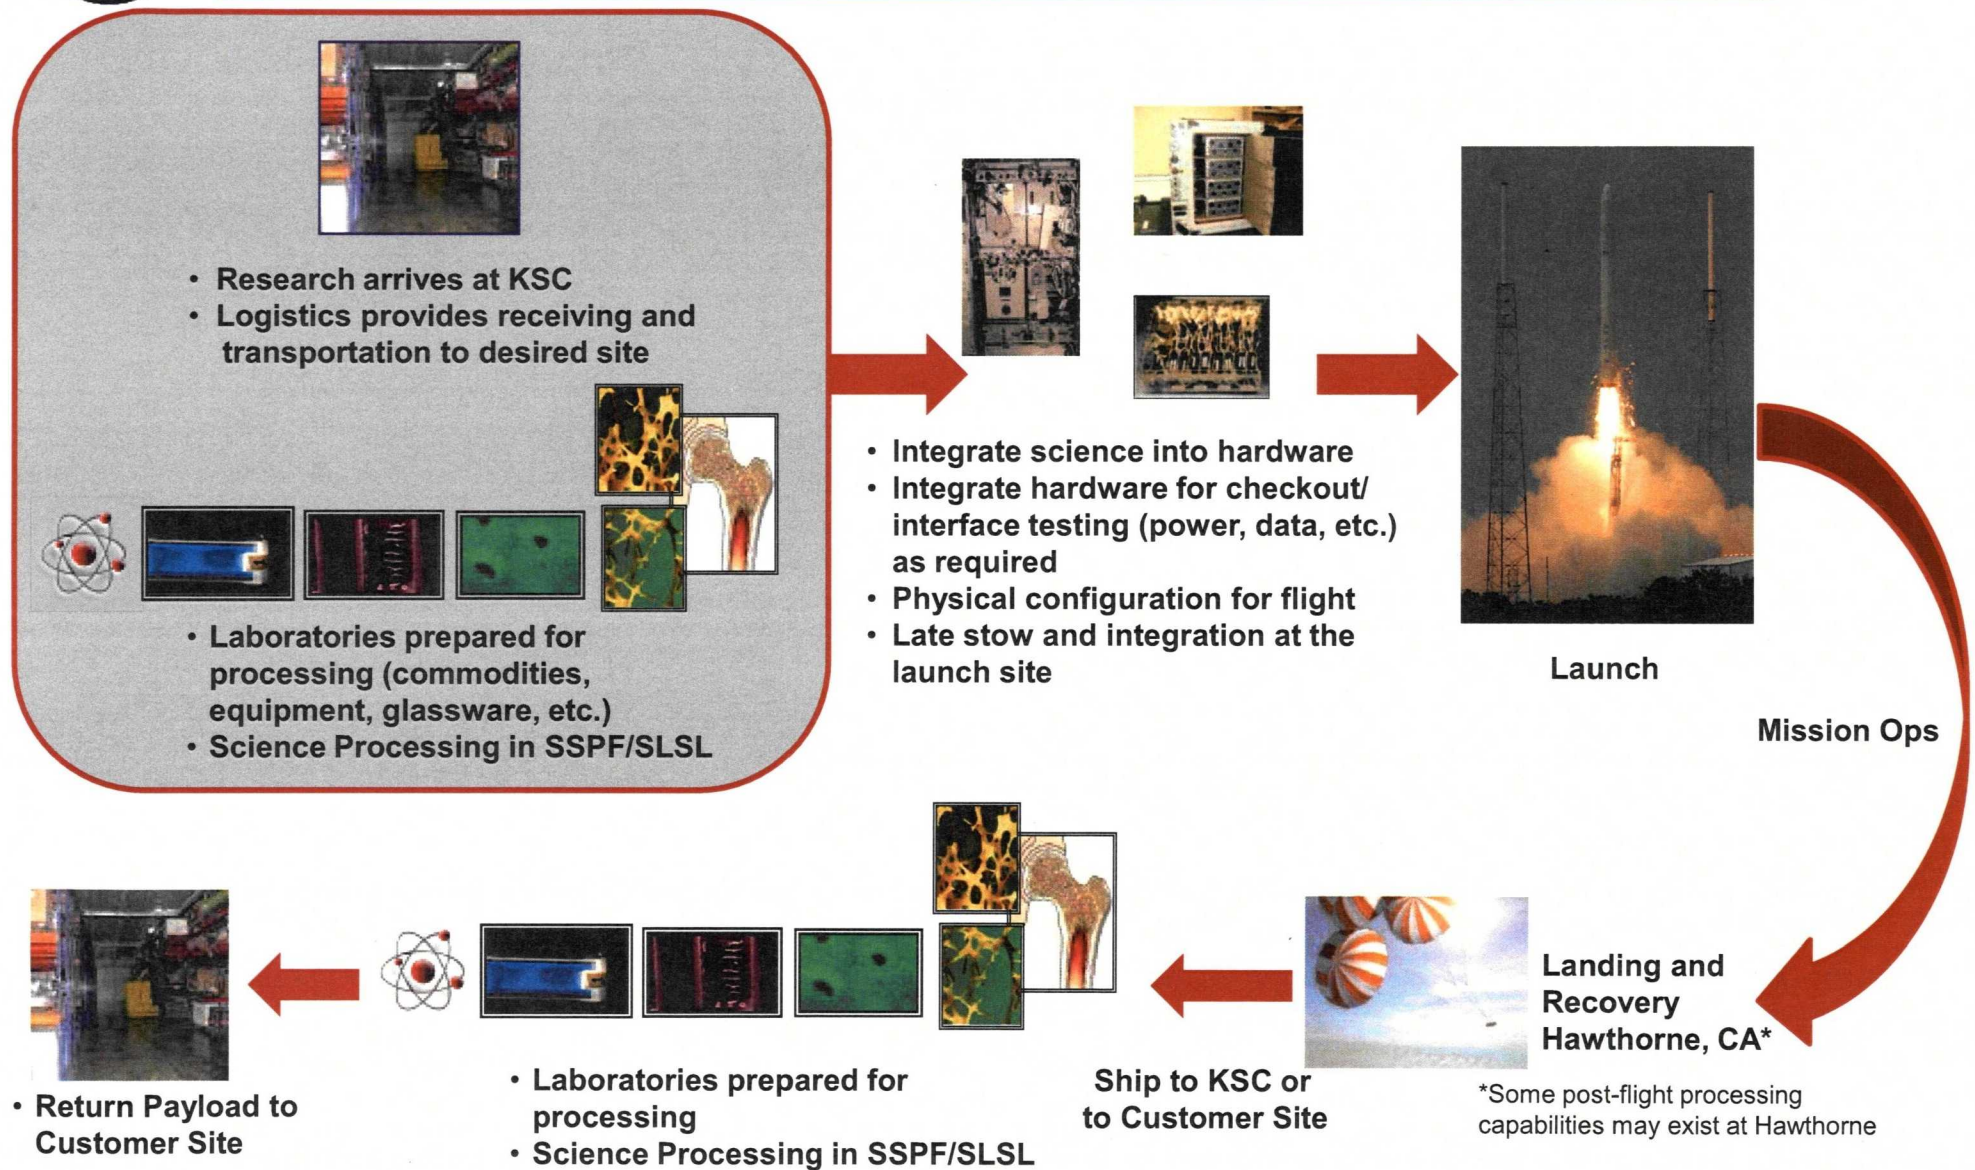 • Research arrives at KSC
• Logistics provides receiving and
transportation to desired site
• Laboratories prepared for
processing (commodities,
equipment, glassware, etc.)
• Science Processing in SSPF/SLSL
• Integrate science into hardware
• Integrate hardware for checkout/
interface testing (power, data, etc.)
as required
• Physical configuration for flight
• Late stow and integration at the
launch site
Launch
Mission Ops
Landing and
Recovery
Hawthorne, CA*
*Some post-flight processing
capabilities may exist at Hawthorne
Ship to KSC or
to Customer Site
• Laboratories prepared for
processing
• Science Processing in SSPF/SLSL
• Return Payload to
Customer Site